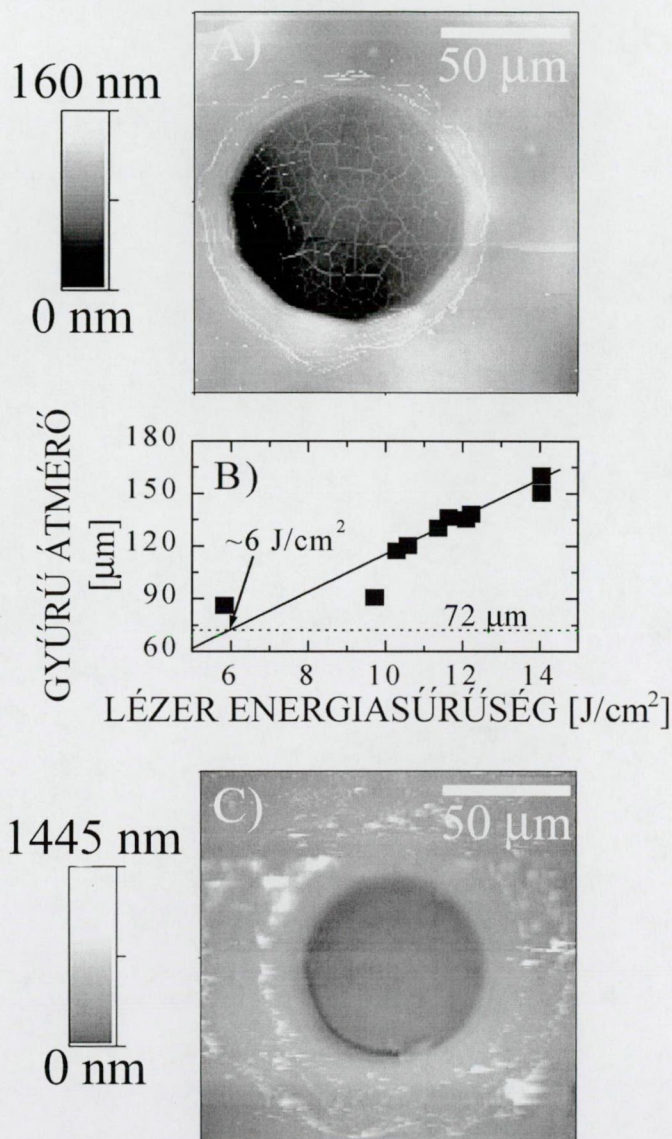 A)
50 μm
160 nm
0 nm
GYŰRŰ ÁTMÉRŐ
[μm]
180
150
120
90
60
B)
~6 J/cm²
72 μm
6 8 10 12 14
LÉZER ENERGIASŰRŰSÉG [J/cm²]
C)
50 μm
1445 nm
0 nm